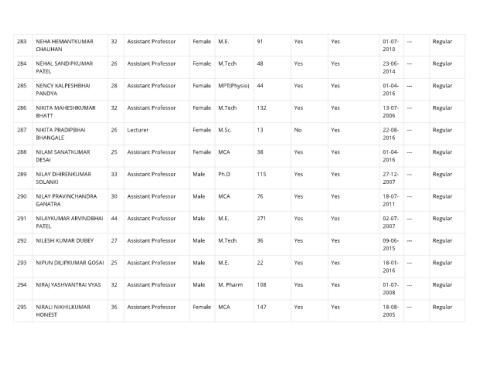 283 NEHA HEMANTKUMAR CHAUHAN 32 Assistant Professor Female M.E. 91 Yes Yes 01-07-2010 --- Regular
284 NEHAL SANDIPKUMAR PATEL 26 Assistant Professor Female M.Tech 48 Yes Yes 23-06-2014 --- Regular
285 NENCY KALPESHBHAI PANDYA 28 Assistant Professor Female MPT(Physio) 44 Yes Yes 01-04-2016 --- Regular
286 NIKITA MAHESHKUMAR BHATT 32 Assistant Professor Female M.Tech 132 Yes Yes 13-07-2006 --- Regular
287 NIKITA PRADIPBHAI BHANGALE 26 Lecturer Female M.Sc. 13 No Yes 22-08-2016 --- Regular
288 NILAM SANATKUMAR DESAI 25 Assistant Professor Female MCA 38 Yes Yes 01-04-2016 --- Regular
289 NILAY DHIRENKUMAR SOLANKI 33 Assistant Professor Male Ph.D 115 Yes Yes 27-12-2007 --- Regular
290 NILAY PRAVINCHANDRA GANATRA 30 Assistant Professor Male MCA 76 Yes Yes 18-07-2011 --- Regular
291 NILAYKUMAR ARVINDBHAI PATEL 44 Assistant Professor Male M.E. 271 Yes Yes 02-07-2007 --- Regular
292 NILESH KUMAR DUBEY 27 Assistant Professor Male M.Tech 36 Yes Yes 09-06-2015 --- Regular
293 NIPUN DILIPKUMAR GOSAI 25 Assistant Professor Male M.E. 22 Yes Yes 18-01-2016 --- Regular
294 NIRAJ YASHVANTRAI VYAS 32 Assistant Professor Male M. Pharm 108 Yes Yes 01-07-2008 --- Regular
295 NIRALI NIKHILKUMAR HONEST 36 Assistant Professor Female MCA 147 Yes Yes 18-08-2005 --- Regular